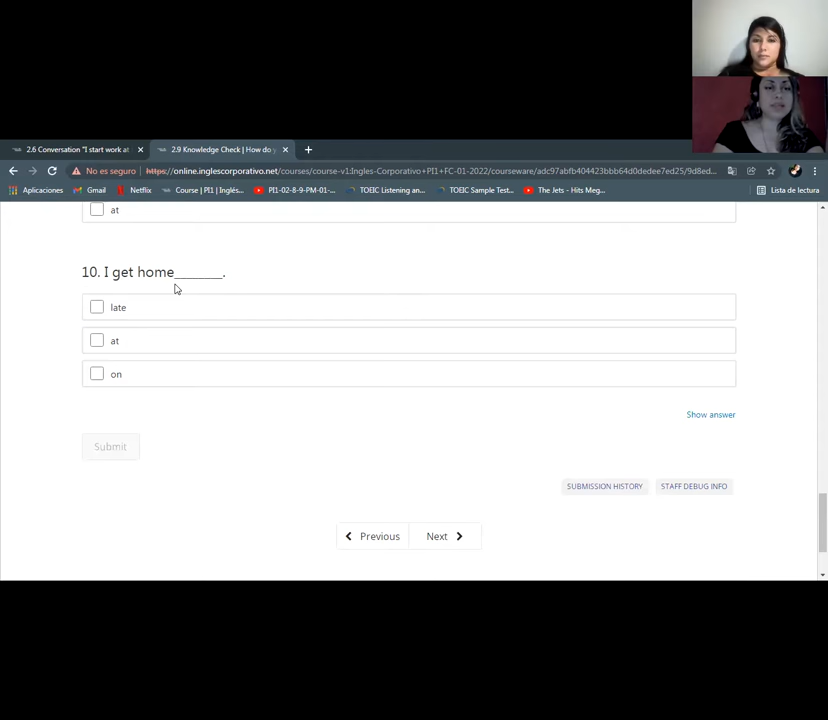 2.6 Conversation "I start work at
2.9 Knowledge Check | How do y
No es seguro | https://online.inglescorporativo.net/courses/course-v1:Ingles-Corporativo+PI1+FC-01-2022/courseware/adc97abfb404423bbb64d0dedee7ed25/9d8ed...
Aplicaciones Gmail Netflix Course | PI1 | Inglés... PI1-02-8-9-PM-01-... TOEIC Listening an... TOEIC Sample Test... The Jets - Hits Meg... Lista de lectura
at
10. I get home________.
late
at
on
Show answer
Submit
SUBMISSION HISTORY STAFF DEBUG INFO
Previous Next